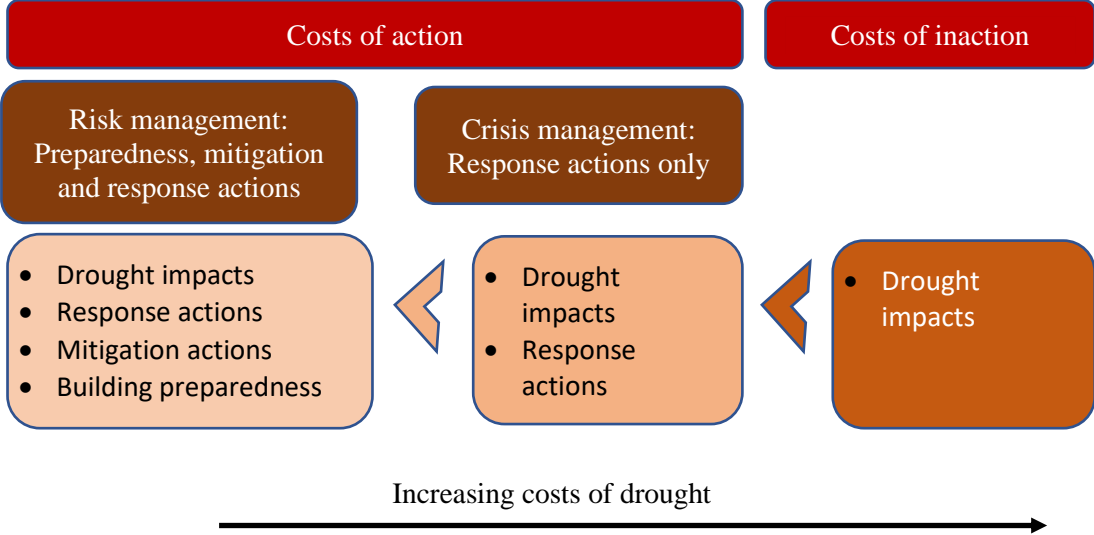 Costs of action
Costs of inaction
Risk management:
Preparedness, mitigation
and response actions
Crisis management:
Response actions only
• Drought impacts
• Response actions
• Mitigation actions
• Building preparedness
• Drought
impacts
• Response
actions
• Drought
impacts
Increasing costs of drought